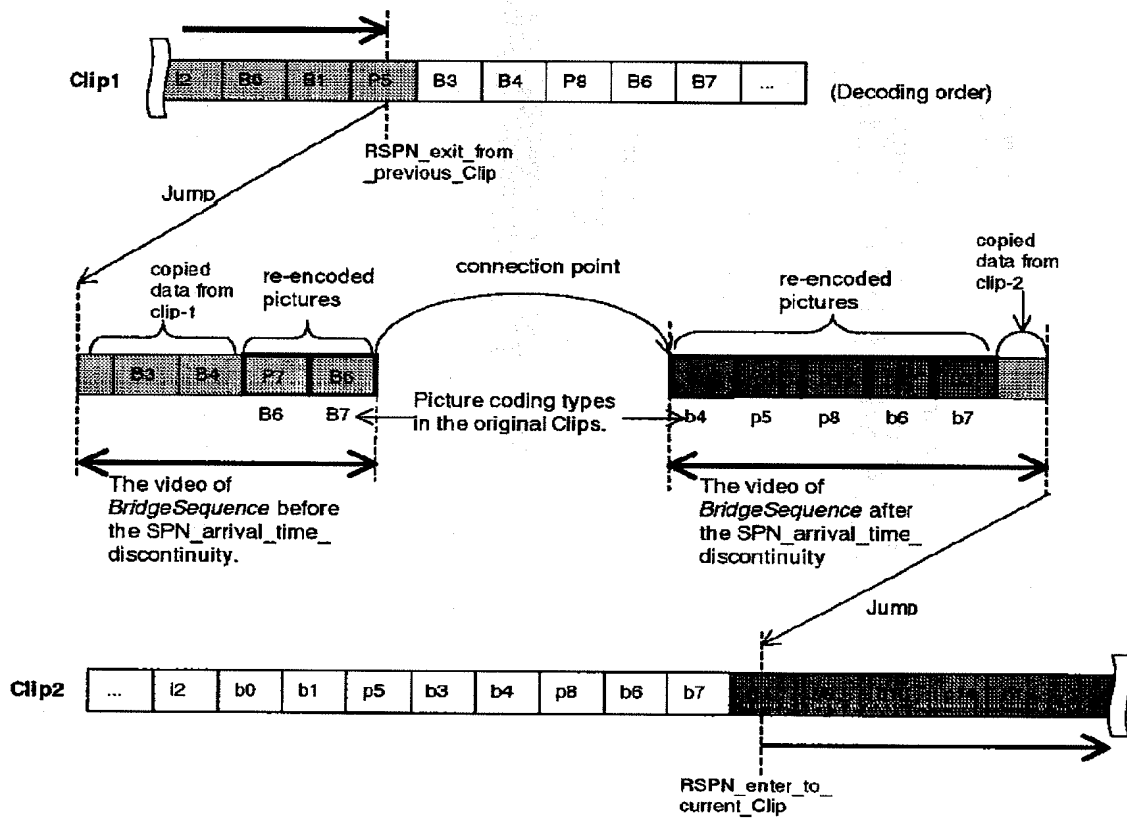 Clip1
I2 B0 B1 P5 B3 B4 P8 B6 B7 ...
(Decoding order)
RSPN_exit_from
_previous_Clip
Jump
copied
data from
clip-1
re-encoded
pictures
connection point
re-encoded
pictures
copied
data from
clip-2
B3 B4 P7 B6
B6 B7
Picture coding types
in the original Clips.
b4 p5 p8 b6 b7
The video of
BridgeSequence before
the SPN_arrival_time_
discontinuity.
The video of
BridgeSequence after
the SPN_arrival_time_
discontinuity
Jump
Clip2
... i2 b0 b1 p5 b3 b4 p8 b6 b7
RSPN_enter_to_
current_Clip